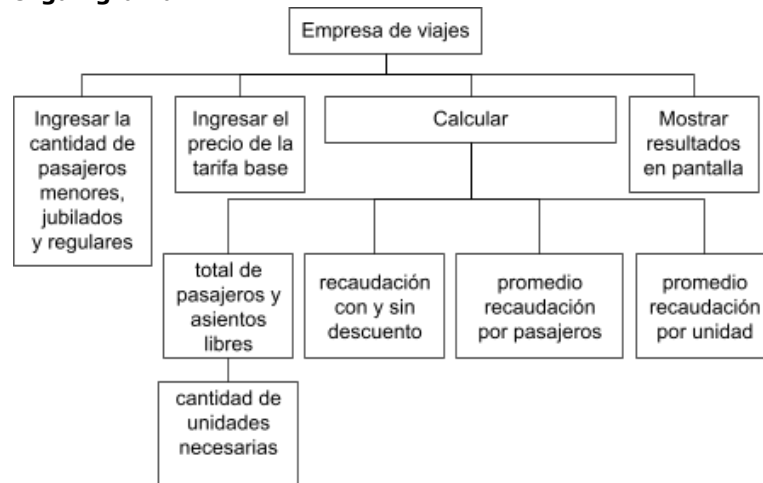 Empresa de viajes
Ingresar la
cantidad de
pasajeros
menores,
jubilados
y regulares
Ingresar el
precio de la
tarifa base
Calcular
Mostrar
resultados
en pantalla
total de
pasajeros y
asientos
libres
recaudación
con y sin
descuento
promedio
recaudación
por pasajeros
promedio
recaudación
por unidad
cantidad de
unidades
necesarias